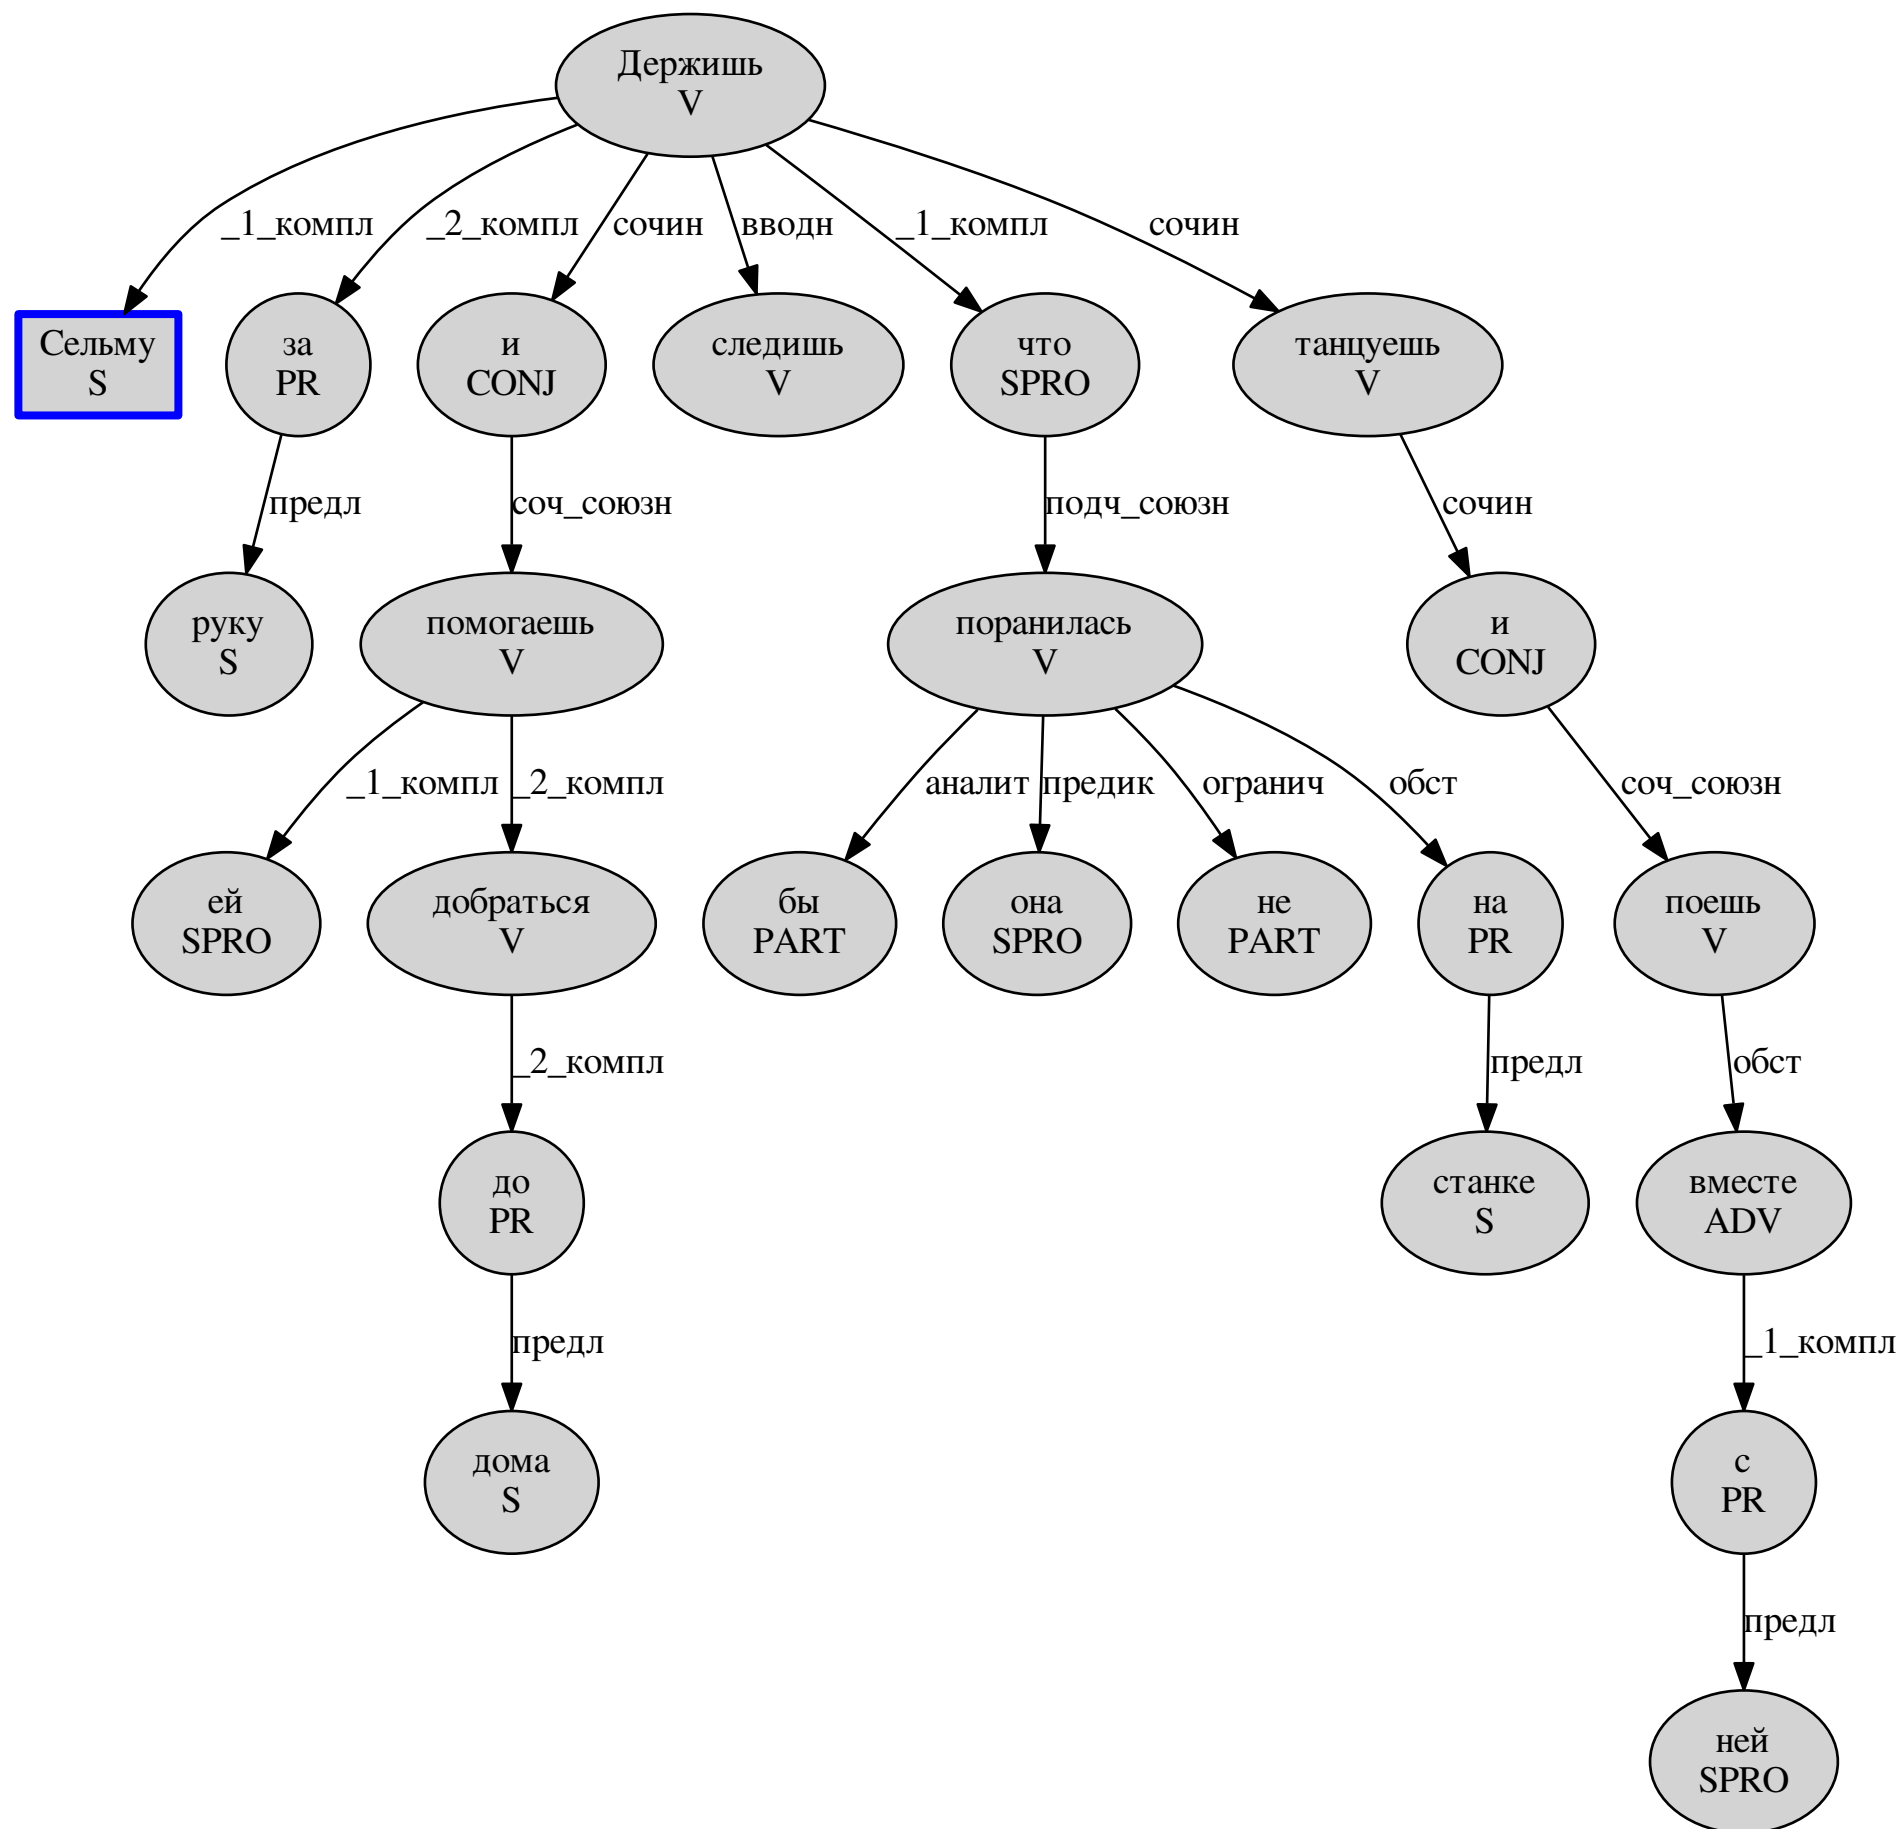 Держишь
V
_1_компл
_2_компл
сочин
вводн
_1_компл
сочин
Сельму
S
за
PR
и
CONJ
следишь
V
что
SPRO
танцуешь
V
предл
соч_союзн
подч_союзн
сочин
руку
S
помогаешь
V
поранилась
V
и
CONJ
_1_компл
_2_компл
аналит
предик
огранич
обст
соч_союзн
ей
SPRO
добраться
V
бы
PART
она
SPRO
не
PART
на
PR
поешь
V
_2_компл
предл
обст
до
PR
станке
S
вместе
ADV
предл
_1_компл
дома
S
с
PR
предл
ней
SPRO